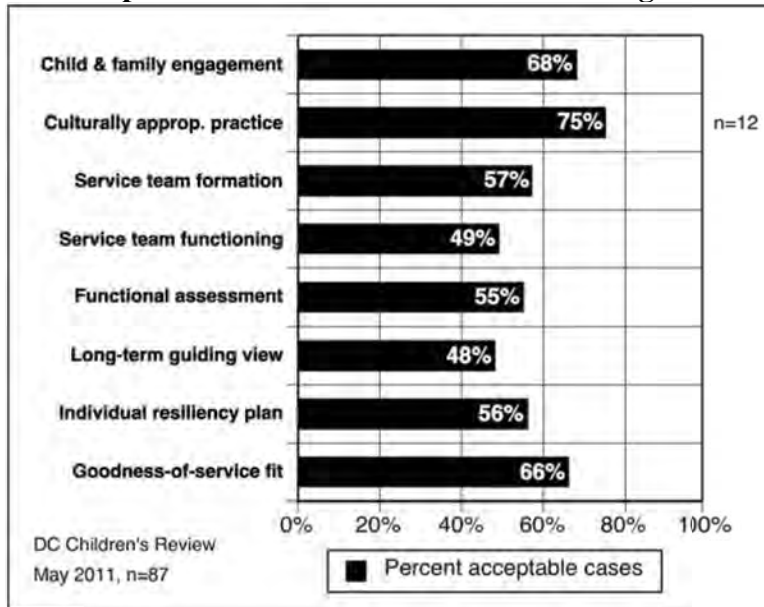 Child & family engagement 68%
Culturally approp. practice 75% n=12
Service team formation 57%
Service team functioning 49%
Functional assessment 55%
Long-term guiding view 48%
Individual resiliency plan 56%
Goodness-of-service fit 66%
0% 20% 40% 60% 80% 100%
DC Children's Review
May 2011, n=87
Percent acceptable cases